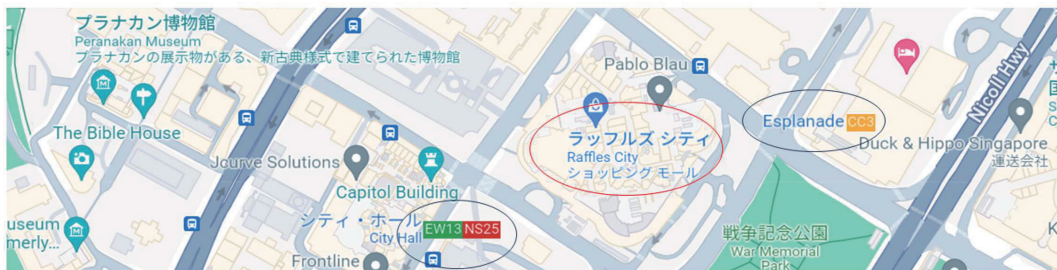 プラナカン博物館
Peranakan Museum
プラナカンの展示物がある、新古典様式で建てられた博物館
Pablo Blau
Nicoll Hwy
The Bible House
ラッフルズ シティ
Raffles City
ショッピング モール
Esplanade CC3
Duck & Hippo Singapore
運送会社
Jourve Solutions
Capitol Building
シティ・ホール
City Hall
EW13 NS25
useum
merly...
Frontline
戦争記念公園
War Memorial
Park